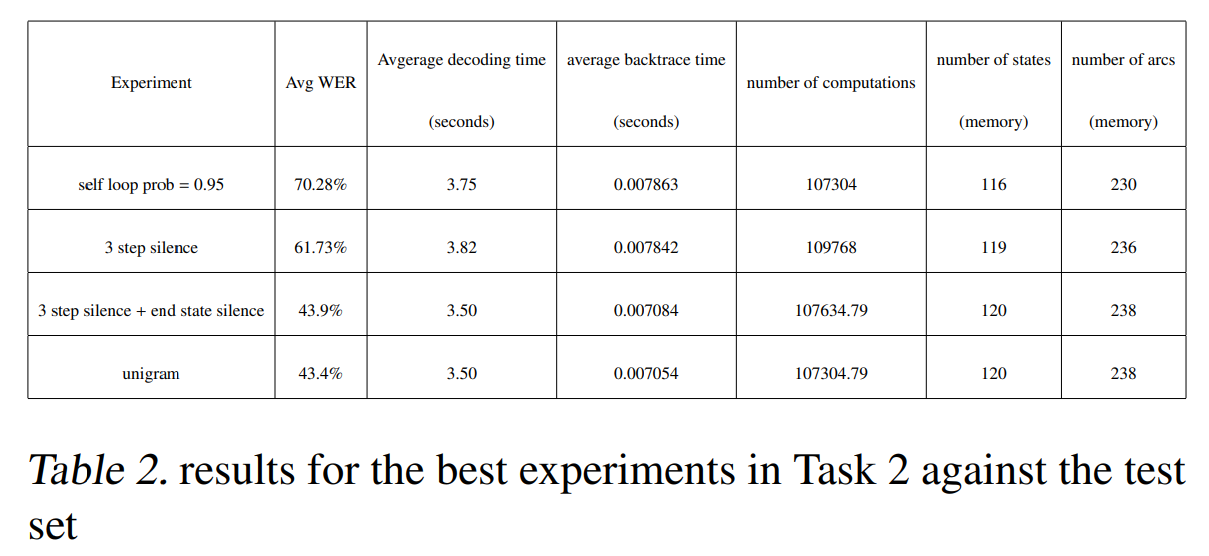 Experiment Avg WER Avgerage decoding time (seconds) average backtrace time (seconds) number of computations number of states (memory) number of arcs (memory)
self loop prob = 0.95 70.28% 3.75 0.007863 107304 116 230
3 step silence 61.73% 3.82 0.007842 109768 119 236
3 step silence + end state silence 43.9% 3.50 0.007084 107634.79 120 238
unigram 43.4% 3.50 0.007054 107304.79 120 238
Table 2. results for the best experiments in Task 2 against the test
set